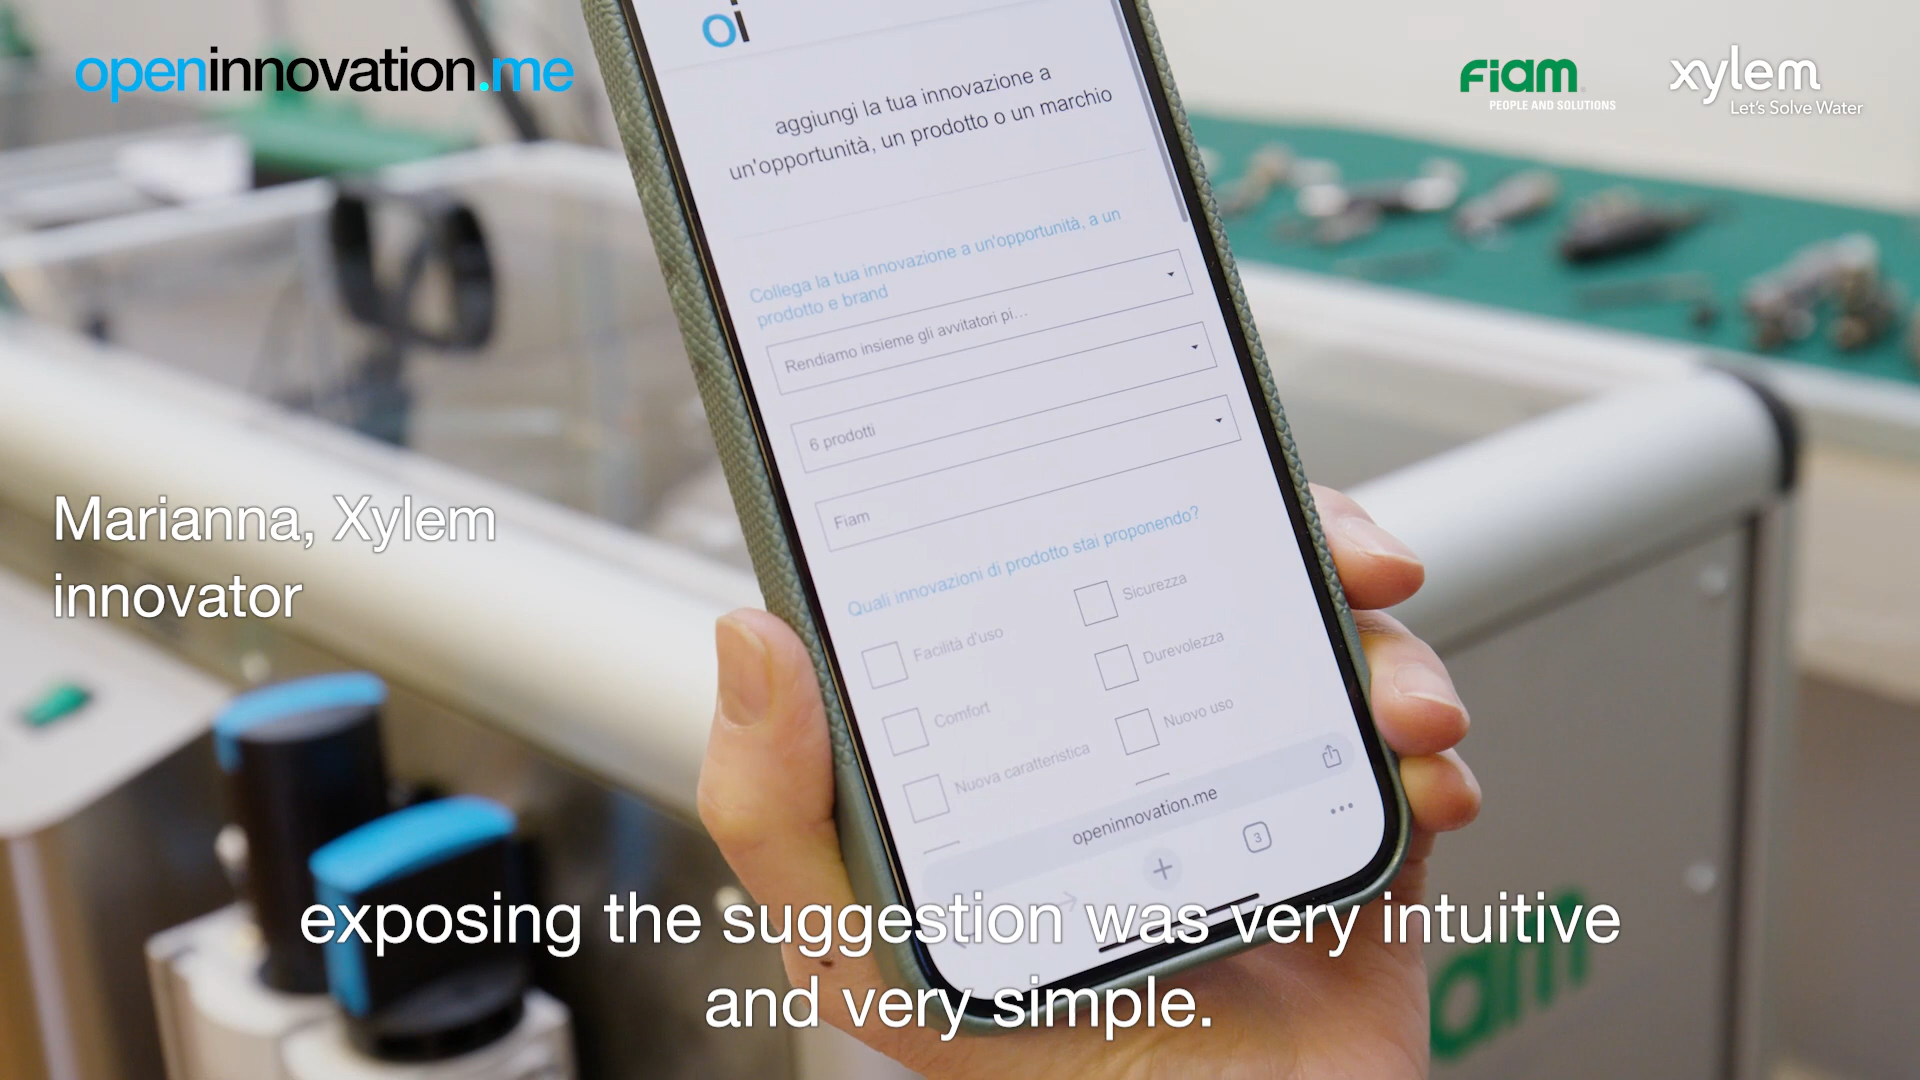 openinnovation.me
fiam
PEOPLE AND SOLUTIONS
xylem
Let's Solve Water
oi
aggiungi la tua innovazione a
un'opportunità, un prodotto o un marchio
Collega la tua innovazione a un'opportunità, a un
prodotto e brand
Rendiamo insieme gli avvitatori pi...
6 prodotti
Fiam
Quali innovazioni di prodotto stai proponendo?
Facilità d'uso
Sicurezza
Comfort
Durevolezza
Nuova caratteristica
Nuovo uso
openinnovation.me
3
Marianna, Xylem
innovator
exposing the suggestion was very intuitive
and very simple.